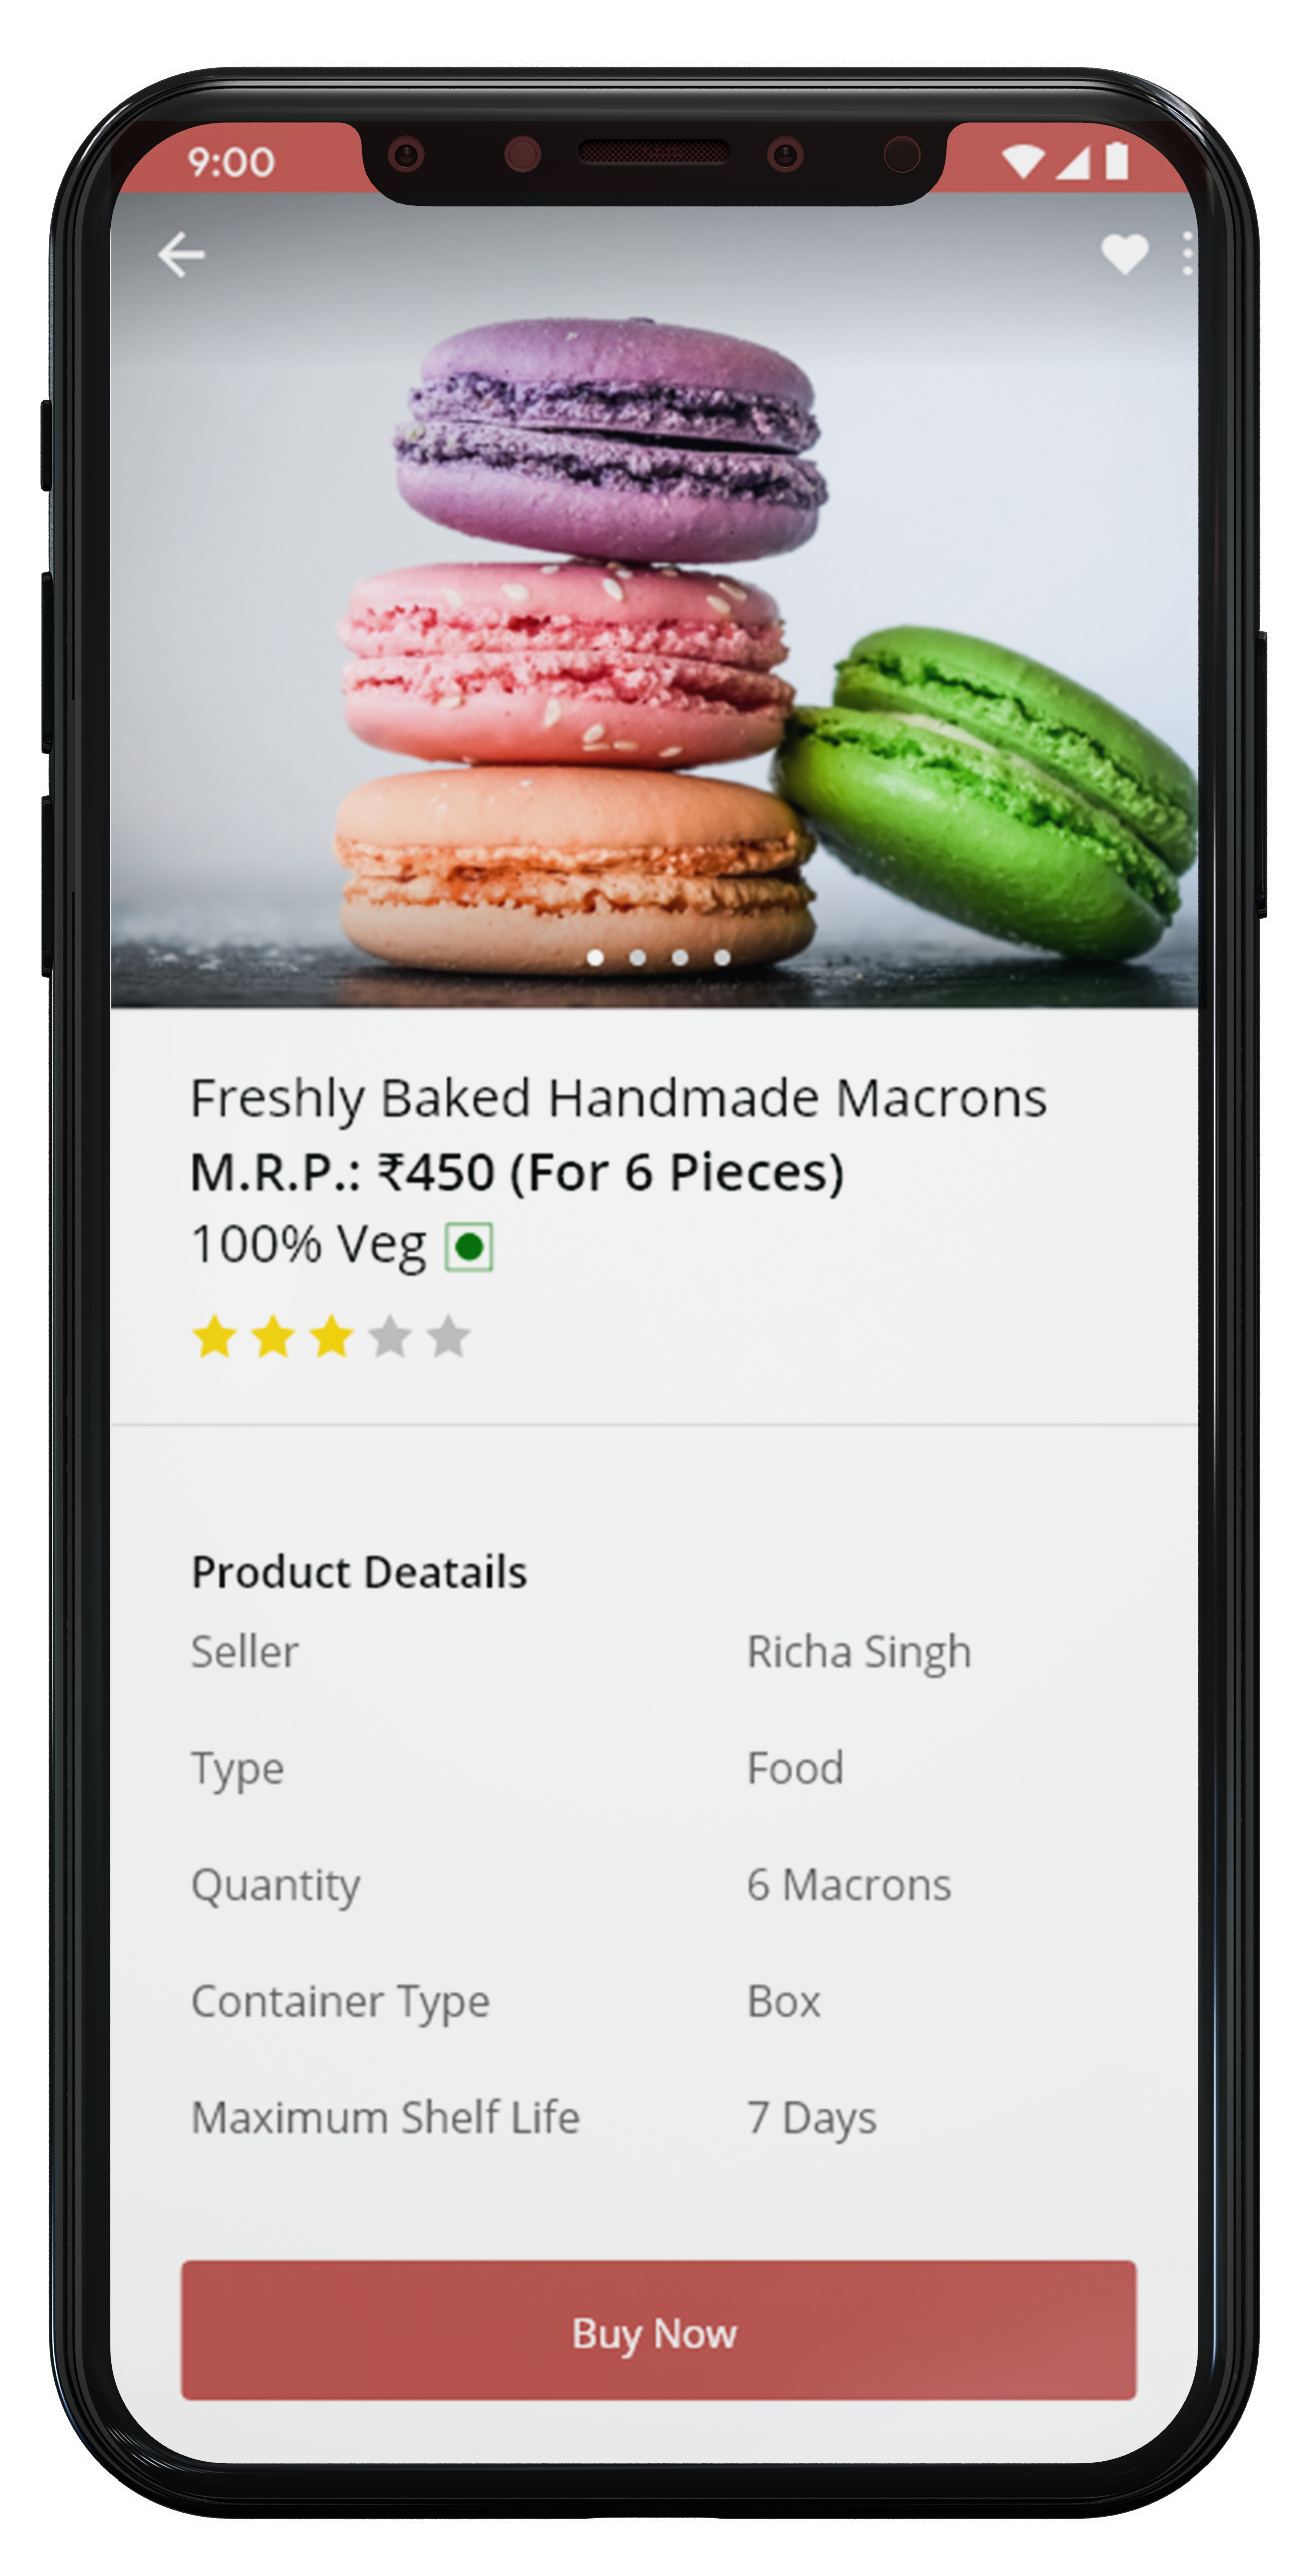 9:00
Freshly Baked Handmade Macrons
M.R.P.: ₹450 (For 6 Pieces)
100% Veg
Product Deatails
Seller Richa Singh
Type Food
Quantity 6 Macrons
Container Type Box
Maximum Shelf Life 7 Days
Buy Now